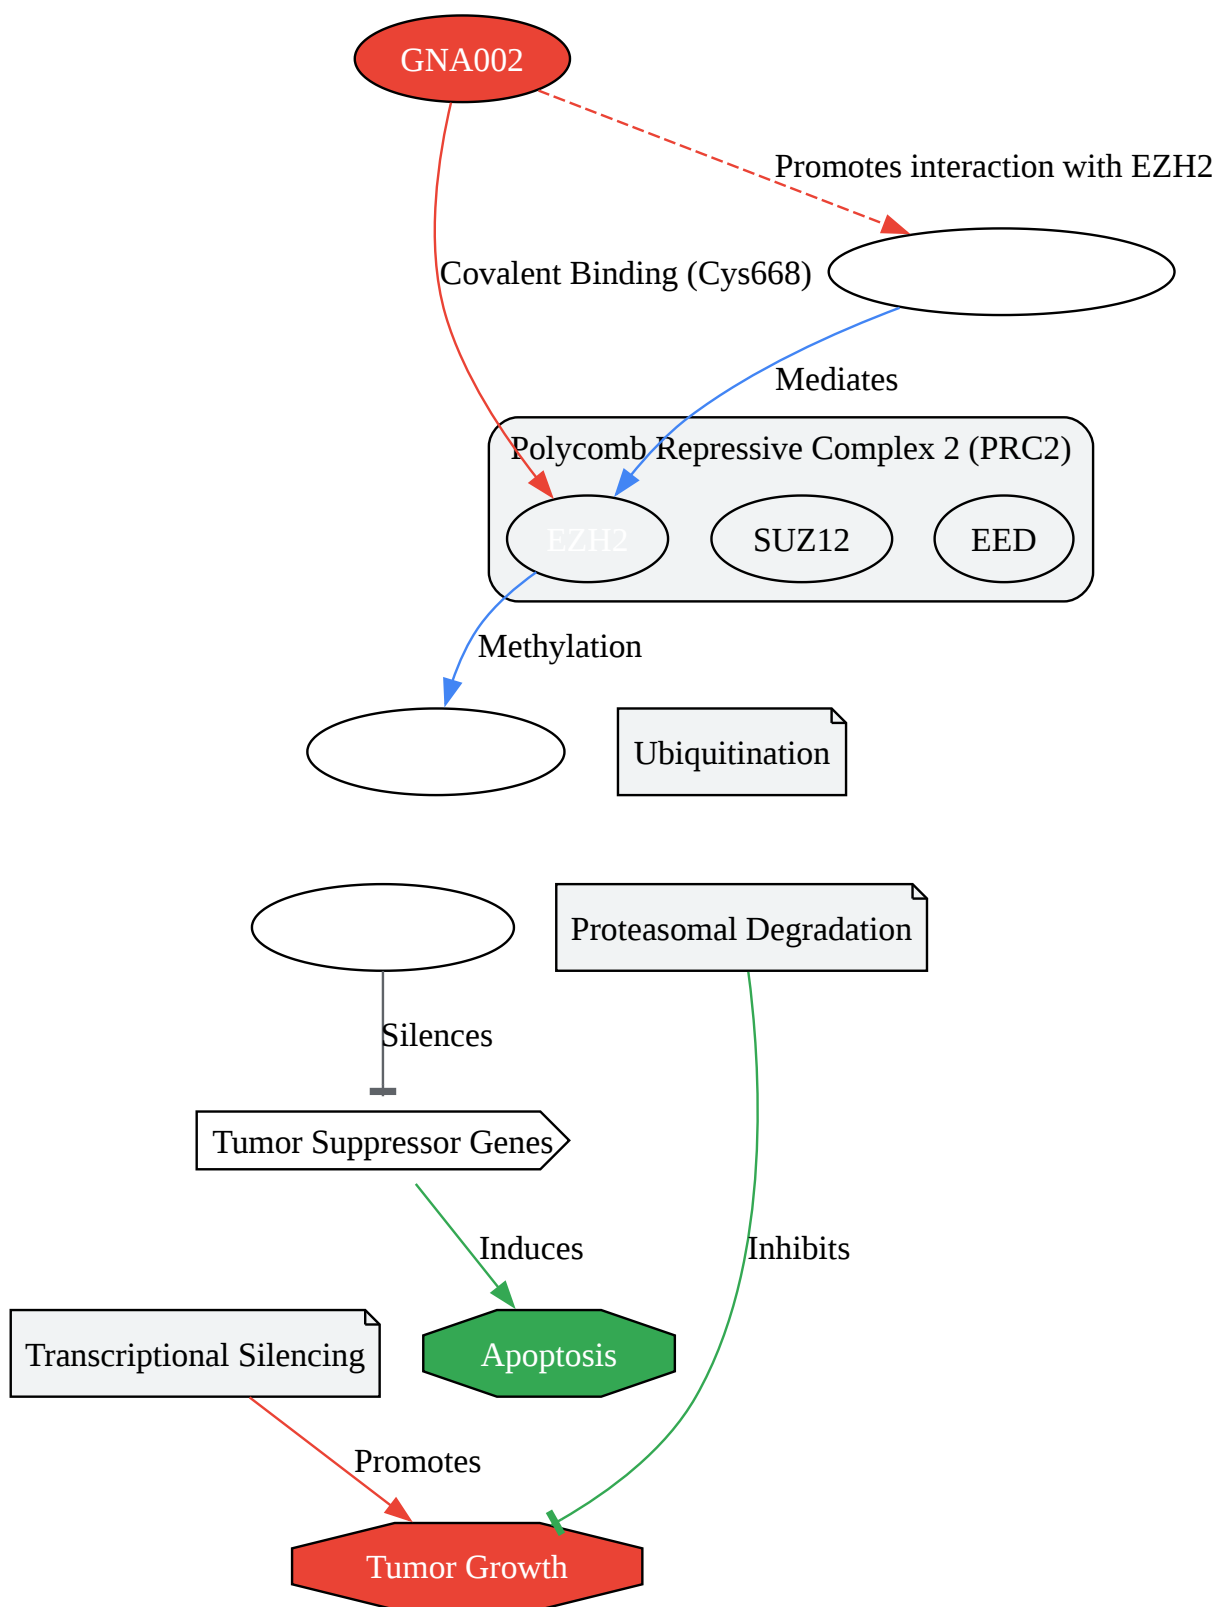 GNA002
Promotes interaction with EZH2
Covalent Binding (Cys668)
Mediates
Polycomb Repressive Complex 2 (PRC2)
EZH2
SUZ12
EED
Methylation
Ubiquitination
Proteasomal Degradation
Silences
Tumor Suppressor Genes
Induces
Inhibits
Transcriptional Silencing
Apoptosis
Promotes
Tumor Growth